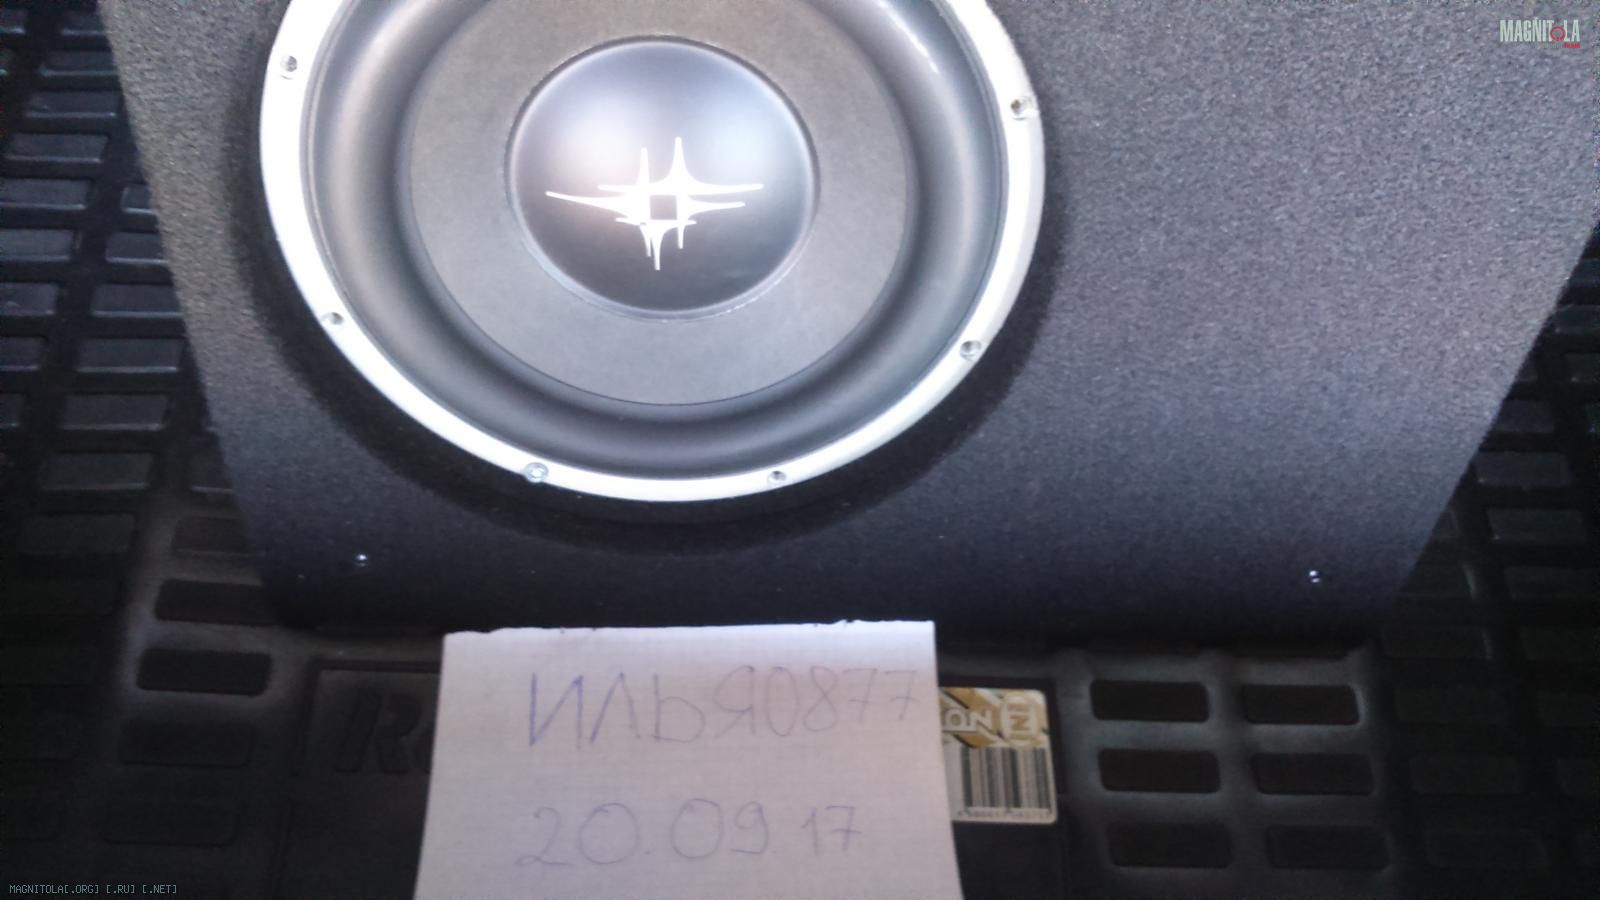 MAGNITOLA
ИЛЬЯ0877
20.09.17
MAGNITOLA[.ORG] [.RU] [.NET]